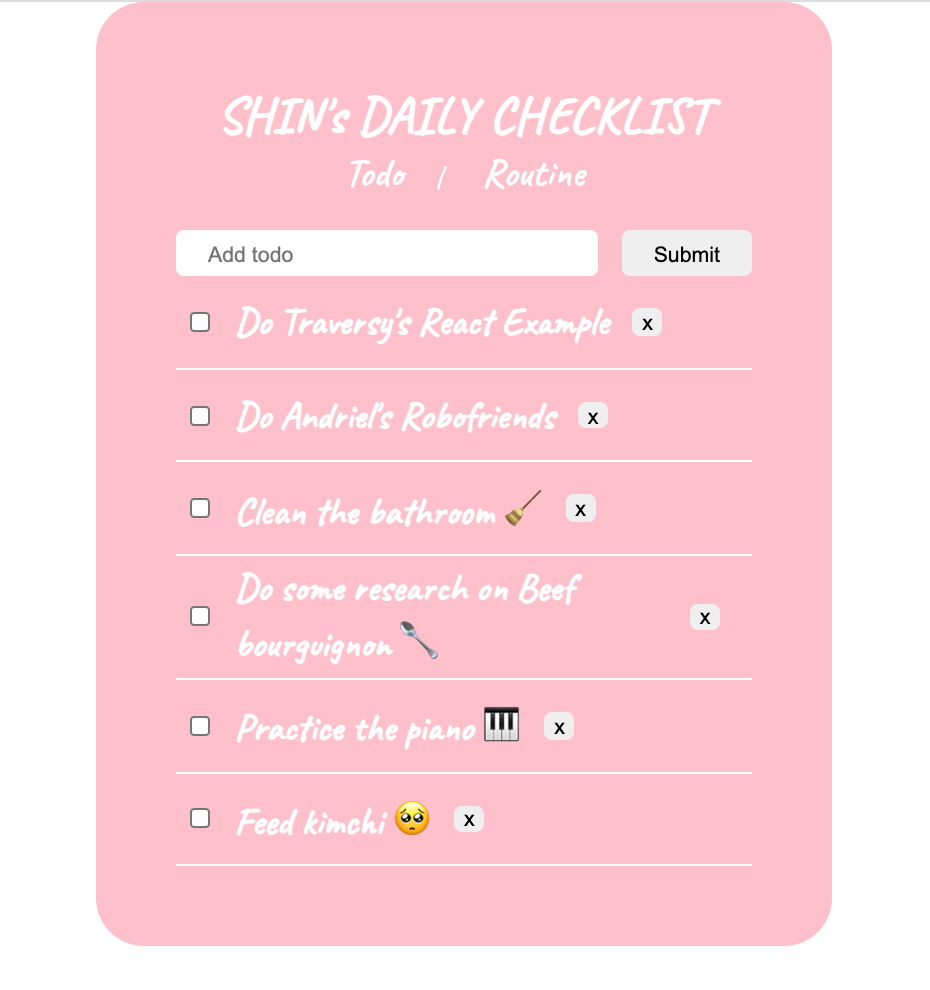 SHIN's DAILY CHECKLIST
Todo / Routine
Add todo Submit
Do Traversy's React Example x
Do Andriel's Robofriends x
Clean the bathroom 🧹 x
Do some research on Beef
bourguignon 🥄 x
Practice the piano 🎹 x
Feed kimchi 🥺 x